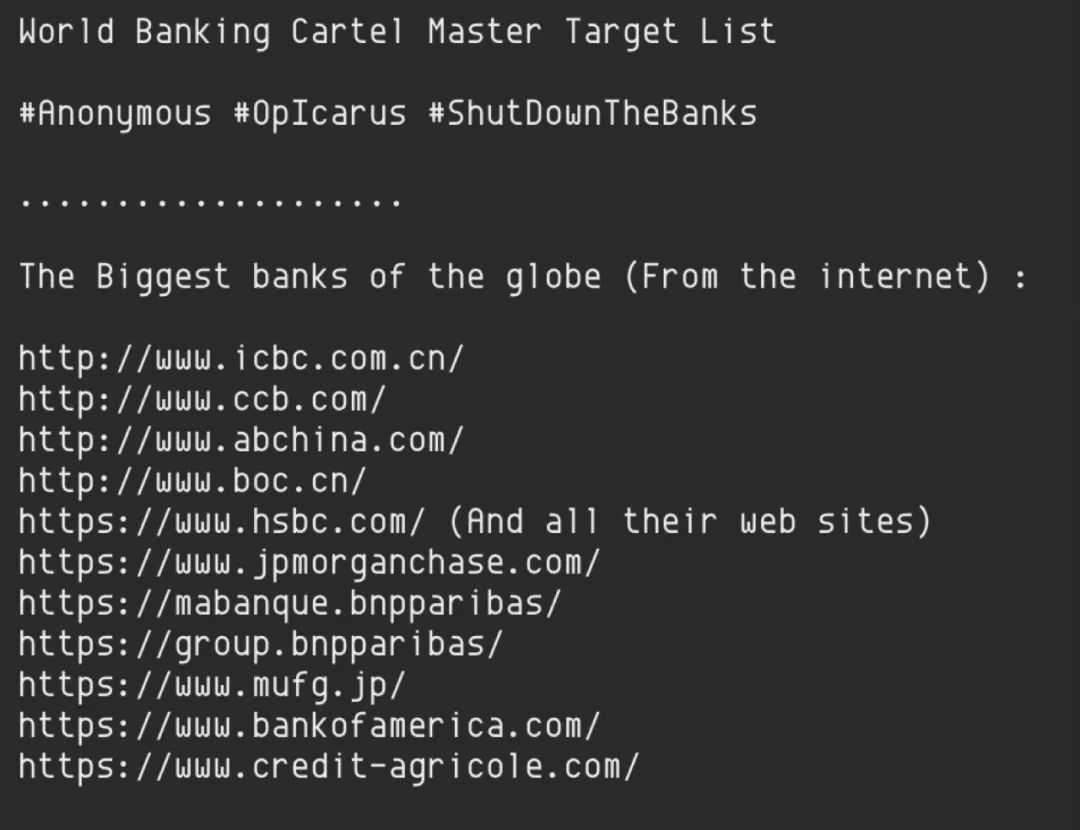 World Banking Cartel Master Target List
#Anonymous #OpIcarus #ShutDownTheBanks
....................
The Biggest banks of the globe (From the internet) :
http://www.icbc.com.cn/
http://www.ccb.com/
http://www.abchina.com/
http://www.boc.cn/
https://www.hsbc.com/ (And all their web sites)
https://www.jpmorganchase.com/
https://mabanque.bnpparibas/
https://group.bnpparibas/
https://www.mufg.jp/
https://www.bankofamerica.com/
https://www.credit-agricole.com/